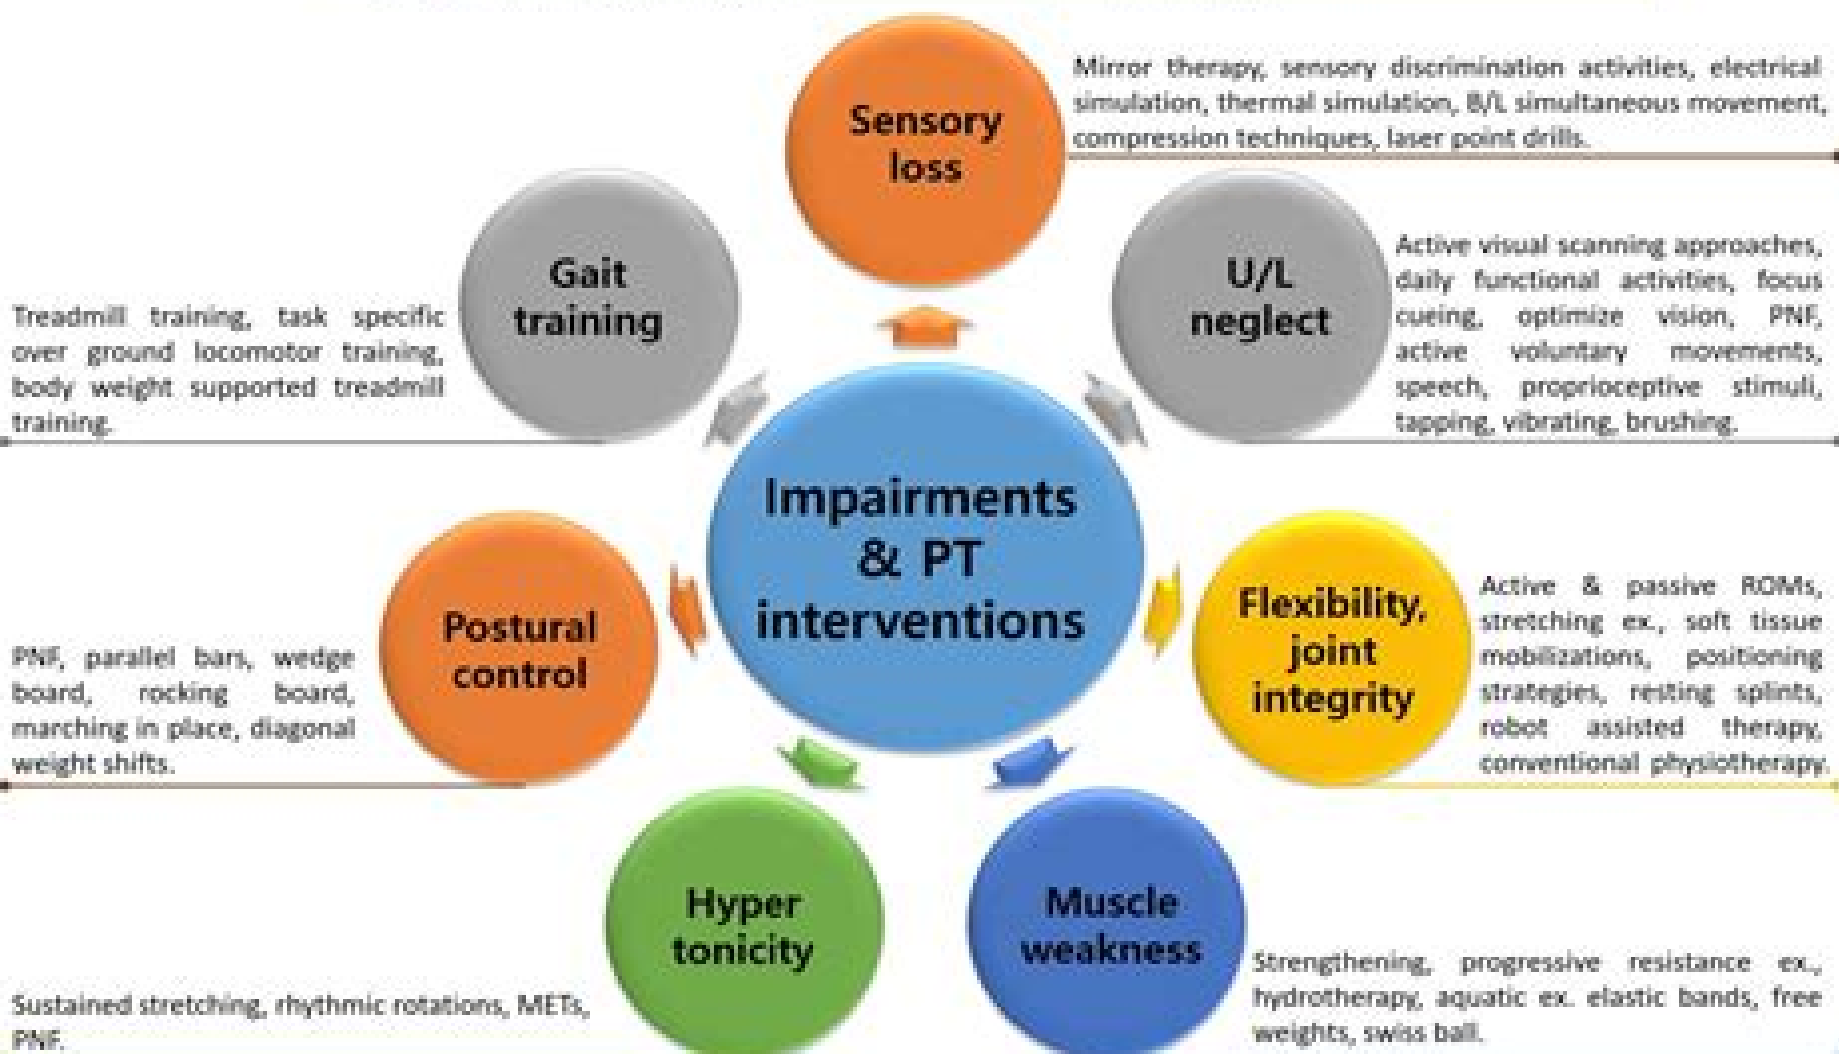 Sensory
loss
Mirror therapy, sensory discrimination activities, electrical
simulation, thermal simulation, B/L simultaneous movement,
compression techniques, laser point drills.
Gait
training
Treadmill training, task specific
over ground locomotor training,
body weight supported treadmill
training.
U/L
neglect
Active visual scanning approaches,
daily functional activities, focus
cueing, optimize vision, PNF,
active voluntary movements,
speech, proprioceptive stimuli,
tapping, vibrating, brushing.
Impairments
& PT
interventions
Postural
control
PNF, parallel bars, wedge
board, rocking board,
marching in place, diagonal
weight shifts.
Flexibility,
joint
integrity
Active & passive ROMs,
stretching ex., soft tissue
mobilizations, positioning
strategies, resting splints,
robot assisted therapy,
conventional physiotherapy.
Hyper
tonicity
Sustained stretching, rhythmic rotations, METs,
PNF.
Muscle
weakness
Strengthening, progressive resistance ex.,
hydrotherapy, aquatic ex. elastic bands, free
weights, swiss ball.